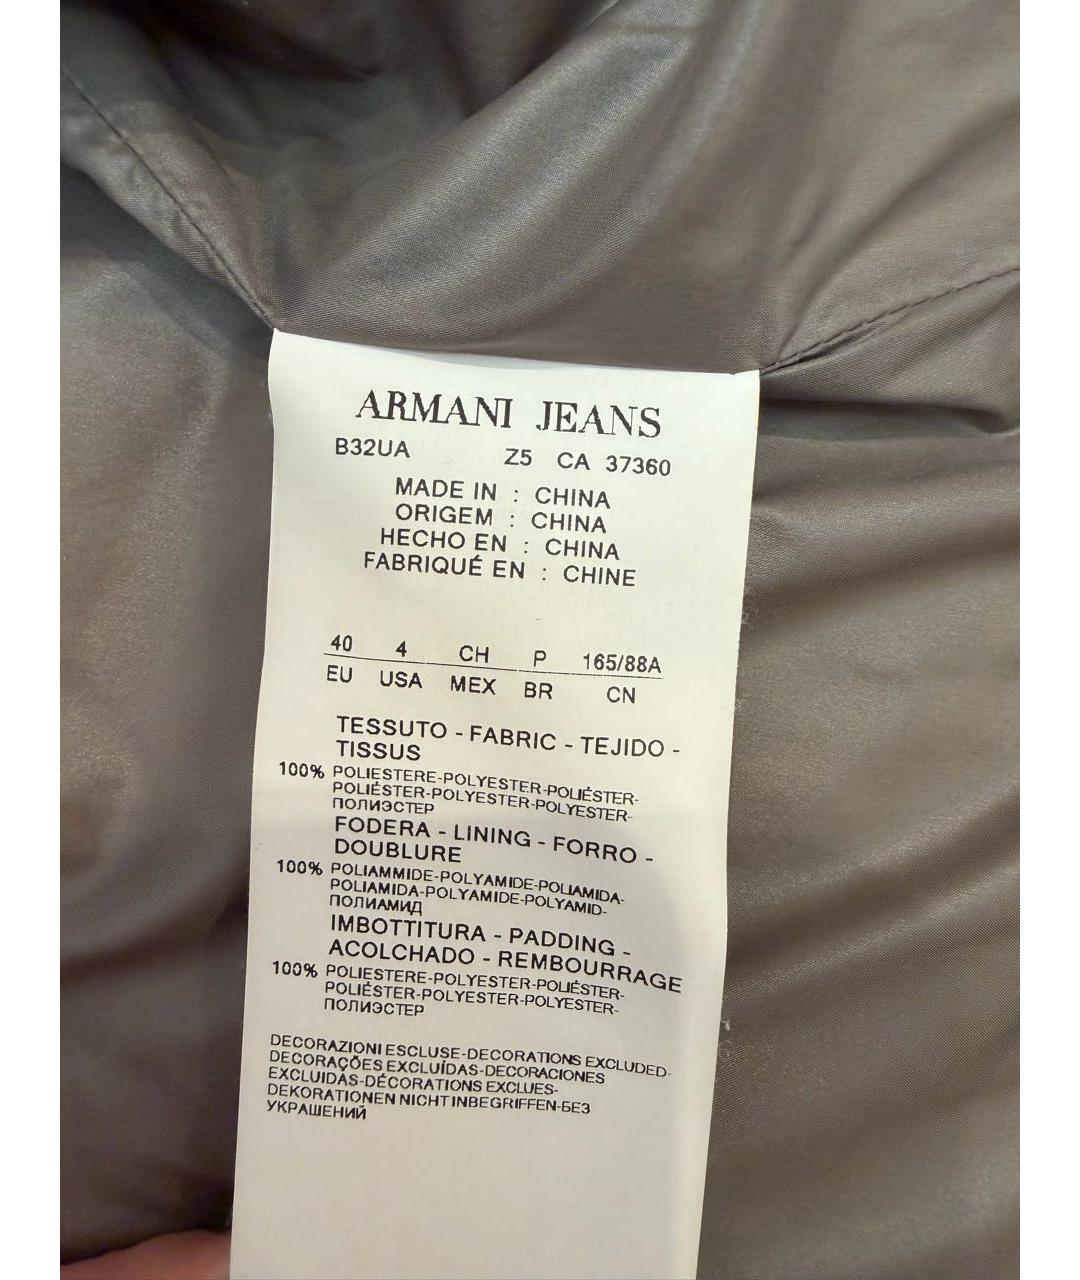 ARMANI JEANS
B32UA Z5 CA 37360
MADE IN : CHINA
ORIGEM : CHINA
HECHO EN : CHINA
FABRIQUÉ EN : CHINE
40 4 CH P 165/88A
EU USA MEX BR CN
TESSUTO - FABRIC - TEJIDO -
TISSUS
100% POLIESTERE-POLYESTER-POLIÉSTER-
POLIÉSTER-POLYESTER-POLYESTER-
ПОЛИЭСТЕР
FODERA - LINING - FORRO -
DOUBLURE
100% POLIAMMIDE-POLYAMIDE-POLIAMIDA-
POLIAMIDA-POLYAMIDE-POLYAMID-
ПОЛИАМИД
IMBOTTITURA - PADDING -
ACOLCHADO - REMBOURRAGE
100% POLIESTERE-POLYESTER-POLIÉSTER-
POLIÉSTER-POLYESTER-POLYESTER-
ПОЛИЭСТЕР
DECORAZIONI ESCLUSE-DECORATIONS EXCLUDED-
DECORAÇÕES EXCLUÍDAS-DECORACIONES
EXCLUIDAS-DÉCORATIONS EXCLUES-
DEKORATIONEN NICHT INBEGRIFFEN-БЕЗ
УКРАШЕНИЙ